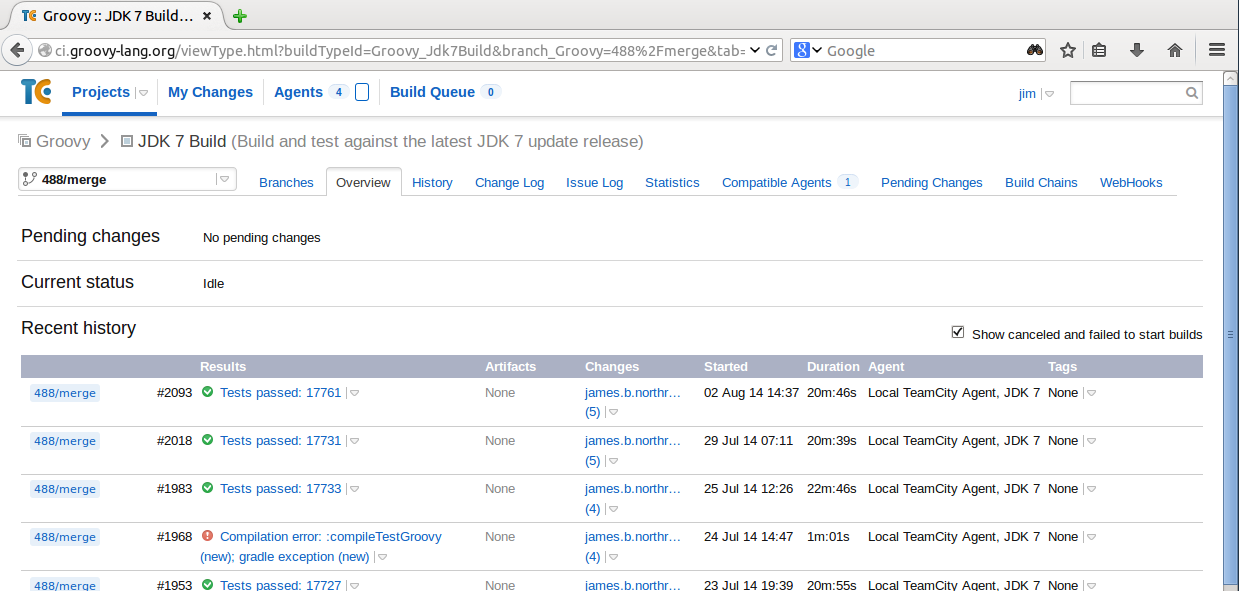 TC Groovy :: JDK 7 Build... ×
ci.groovy-lang.org/viewType.html?buildTypeId=Groovy_Jdk7Build&branch_Groovy=488%2Fmerge&tab=
8 Google
TC Projects My Changes Agents 4 Build Queue 0 jim
Groovy JDK 7 Build (Build and test against the latest JDK 7 update release)
488/merge Branches Overview History Change Log Issue Log Statistics Compatible Agents 1 Pending Changes Build Chains WebHooks
Pending changes No pending changes
Current status Idle
Recent history Show canceled and failed to start builds
Results Artifacts Changes Started Duration Agent Tags
488/merge #2093 Tests passed: 17761 None james.b.northr... 02 Aug 14 14:37 20m:46s Local TeamCity Agent, JDK 7 None
(5)
488/merge #2018 Tests passed: 17731 None james.b.northr... 29 Jul 14 07:11 20m:39s Local TeamCity Agent, JDK 7 None
(5)
488/merge #1983 Tests passed: 17733 None james.b.northr... 25 Jul 14 12:26 22m:46s Local TeamCity Agent, JDK 7 None
(4)
488/merge #1968 Compilation error: :compileTestGroovy None james.b.northr... 24 Jul 14 14:47 1m:01s Local TeamCity Agent, JDK 7 None
(new); gradle exception (new) (4)
488/merge #1953 Tests passed: 17727 None james.b.northr... 23 Jul 14 19:39 20m:55s Local TeamCity Agent, JDK 7 None